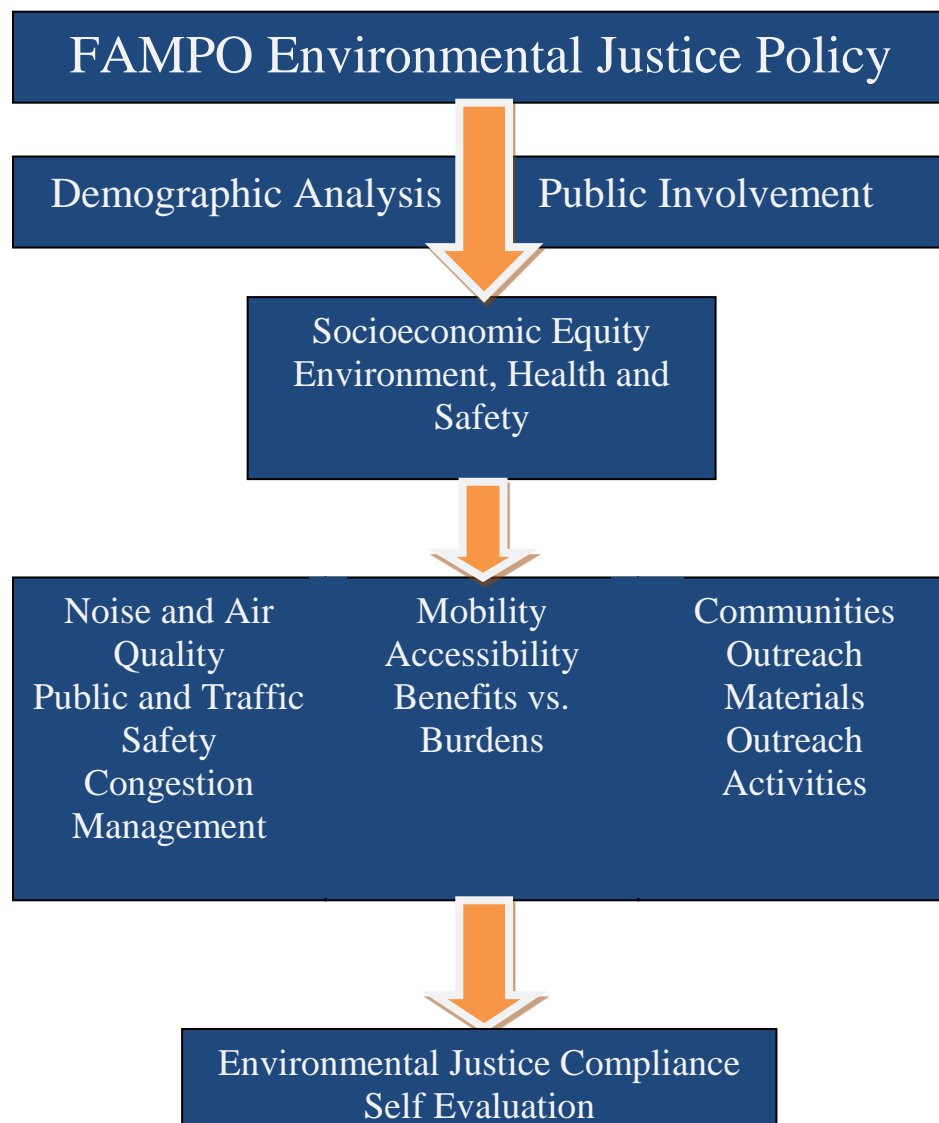 FAMPO Environmental Justice Policy
Demographic Analysis
Public Involvement
Socioeconomic Equity
Environment, Health and
Safety
Noise and Air
Quality
Public and Traffic
Safety
Congestion
Management
Mobility
Accessibility
Benefits vs.
Burdens
Communities
Outreach
Materials
Outreach
Activities
Environmental Justice Compliance
Self Evaluation